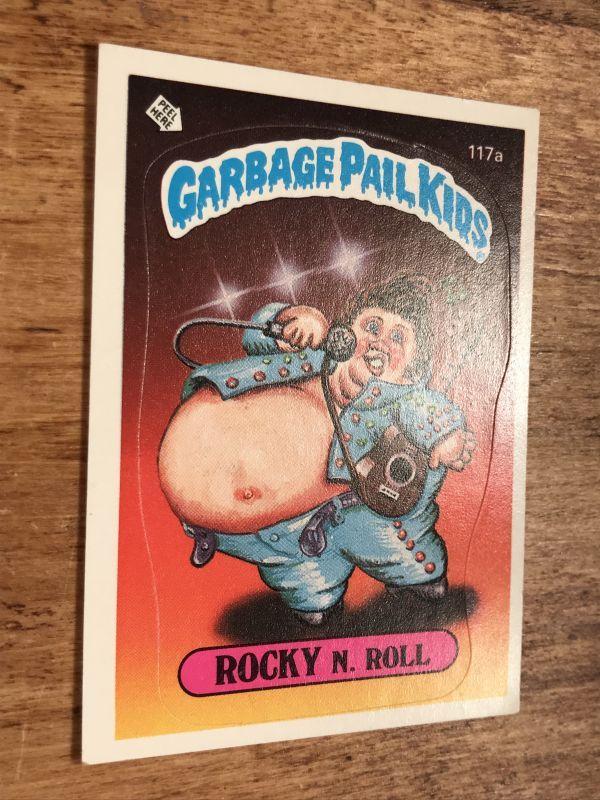 PEEL
HERE
117a
GARBAGE PAIL KIDS
ROCKY N. ROLL